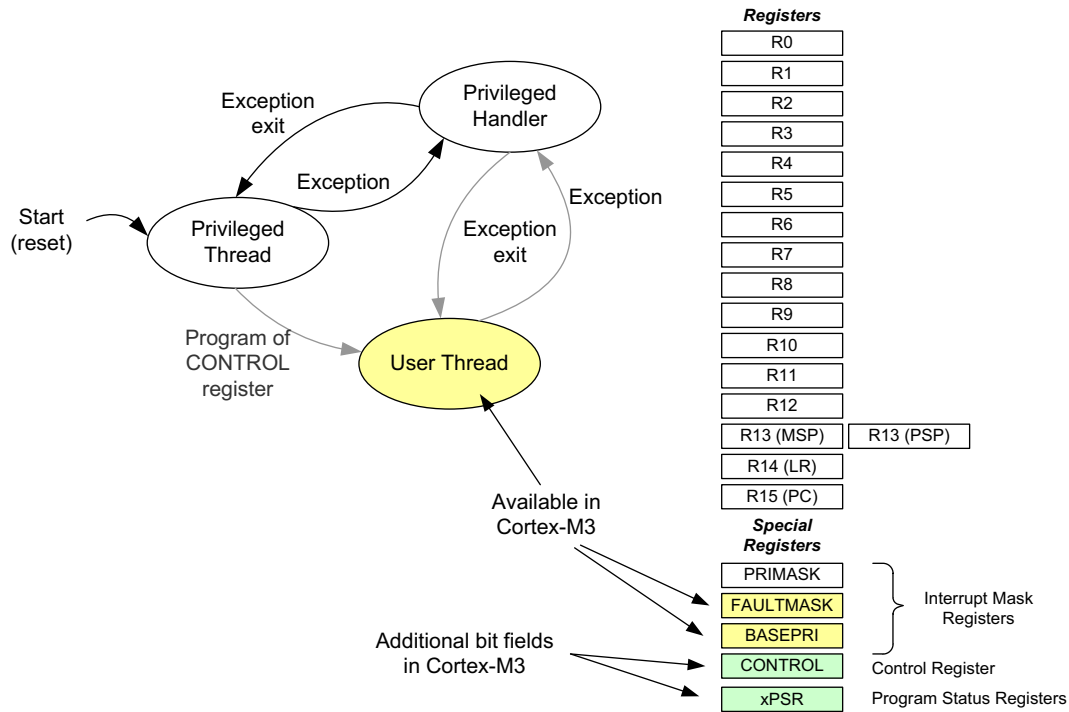 Registers
R0
R1
R2
R3
R4
R5
R6
R7
R8
R9
R10
R11
R12
R13 (MSP)
R13 (PSP)
R14 (LR)
R15 (PC)
Special
Registers
PRIMASK
FAULTMASK
BASEPRI
CONTROL
xPSR
Interrupt Mask
Registers
Control Register
Program Status Registers
Privileged
Handler
Exception
exit
Exception
Start
(reset)
Privileged
Thread
Exception
Exception
exit
Program of
CONTROL
register
User Thread
Available in
Cortex-M3
Additional bit fields
in Cortex-M3